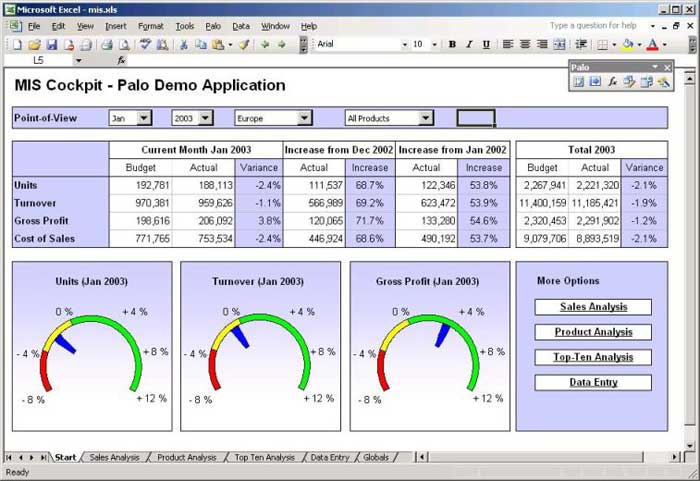 Microsoft Excel - mis.xls
File Edit View Insert Format Tools Palo Data Window Help Type a question for help
Arial 10 B I U
L5 fx
Palo
MIS Cockpit - Palo Demo Application
Point-of-View Jan 2003 Europe All Products
Current Month Jan 2003 Increase from Dec 2002 Increase from Jan 2002 Total 2003
Budget Actual Variance Actual Increase Actual Increase Budget Actual Variance
Units 192,781 188,113 -2.4% 111,537 68.7% 122,346 53.8% 2,267,941 2,221,320 -2.1%
Turnover 970,381 959,626 -1.1% 566,989 69.2% 623,472 53.9% 11,400,159 11,185,421 -1.9%
Gross Profit 198,616 206,092 3.8% 120,065 71.7% 133,280 54.6% 2,320,453 2,291,902 -1.2%
Cost of Sales 771,765 753,534 -2.4% 446,924 68.6% 490,192 53.7% 9,079,706 8,893,519 -2.1%
Units (Jan 2003) Turnover (Jan 2003) Gross Profit (Jan 2003) More Options
0 % + 4 % 0 % + 4 % 0 % + 4 %
Sales Analysis
Product Analysis
- 4 % + 8 % - 4 % + 8 % - 4 % + 8 %
Top-Ten Analysis
Data Entry
- 8 % + 12 % - 8 % + 12 % - 8 % + 12 %
Start Sales Analysis Product Analysis Top Ten Analysis Data Entry Globals
Ready